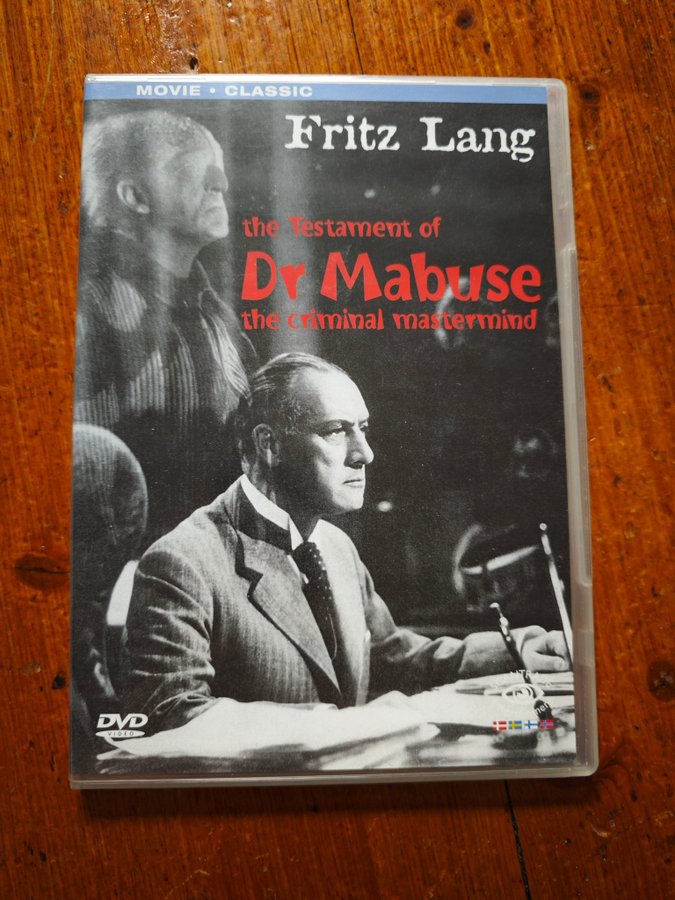 MOVIE • CLASSIC
Fritz Lang
the Testament of
Dr Mabuse
the criminal mastermind
DVD
VIDEO